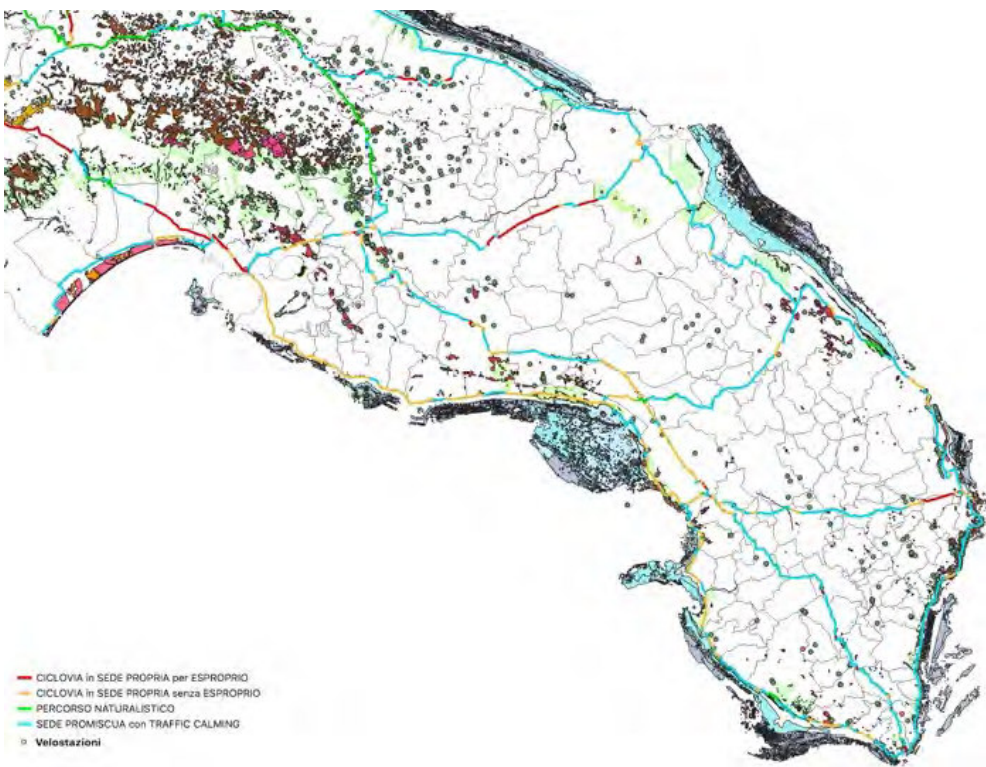 CICLOVIA in SEDE PROPRIA per ESPROPRIO
CICLOVIA in SEDE PROPRIA senza ESPROPRIO
PERCORSO NATURALISTICO
SEDE PROMISCUA con TRAFFIC CALMING
Velostazioni